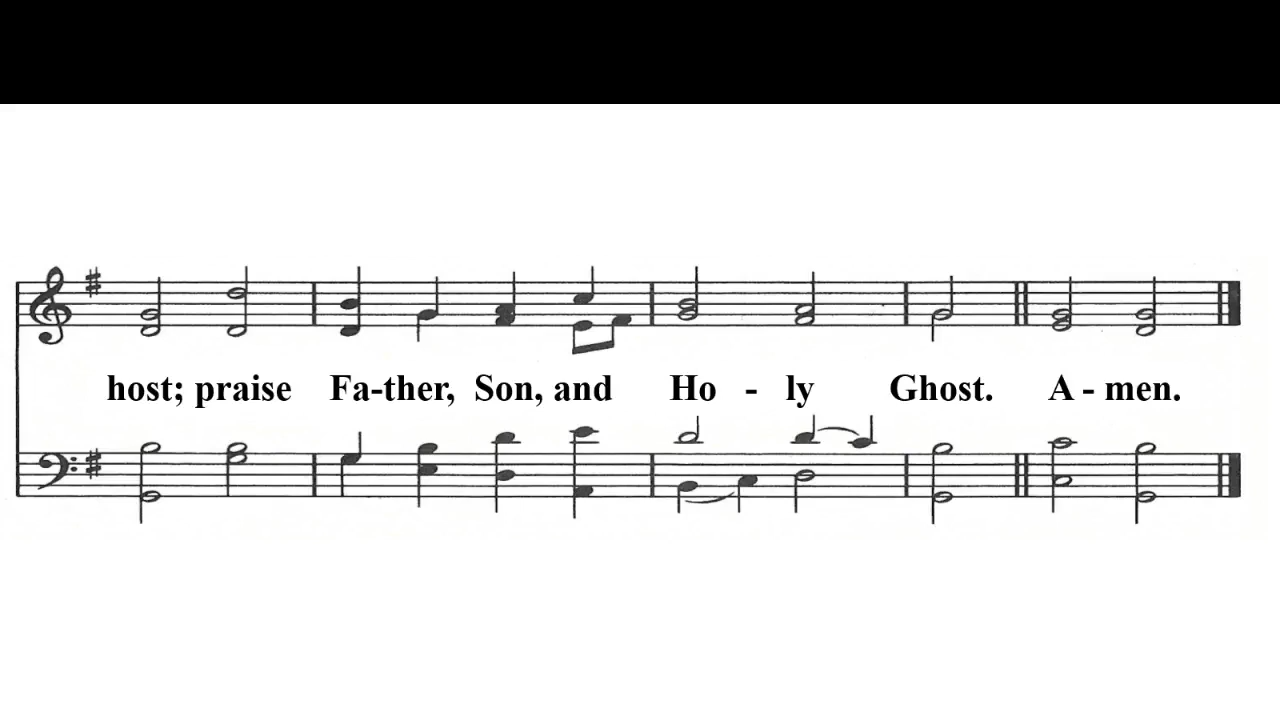 host; praise Fa-ther, Son, and Ho - ly Ghost. A - men.